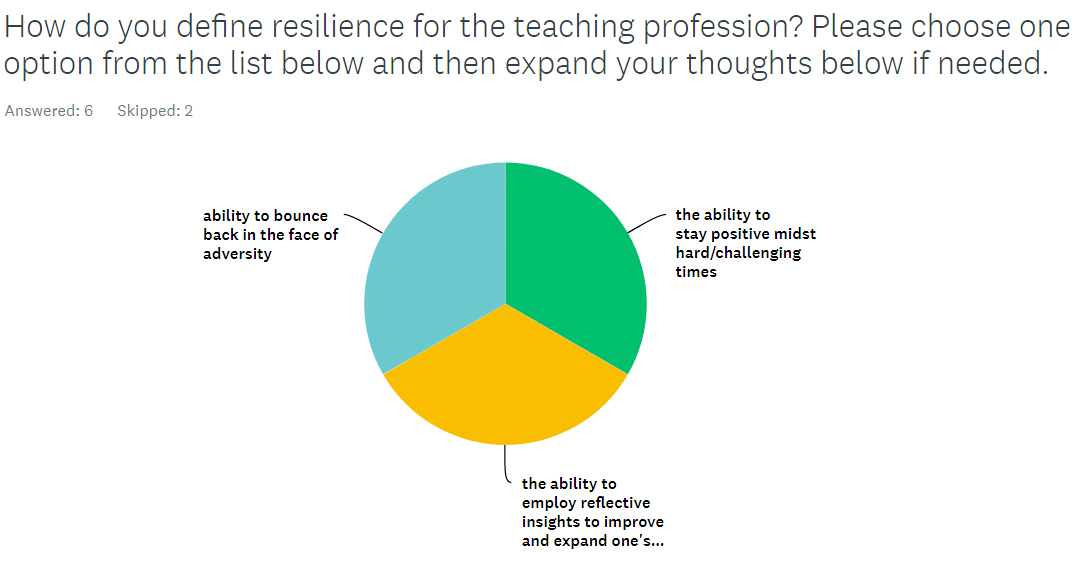 How do you define resilience for the teaching profession? Please choose one
option from the list below and then expand your thoughts below if needed.
Answered: 6 Skipped: 2
ability to bounce
back in the face of
adversity
the ability to
stay positive midst
hard/challenging
times
the ability to
employ reflective
insights to improve
and expand one's...